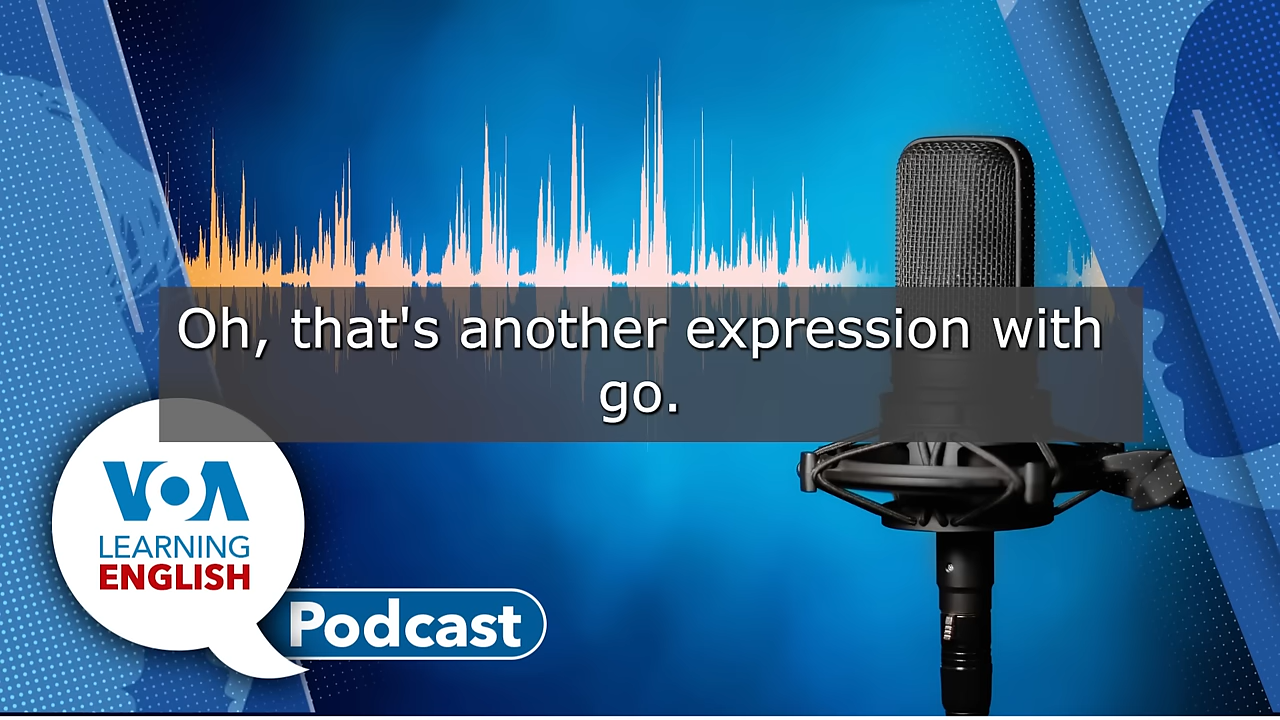 Oh, that's another expression with
go.
VOA
LEARNING
ENGLISH
Podcast